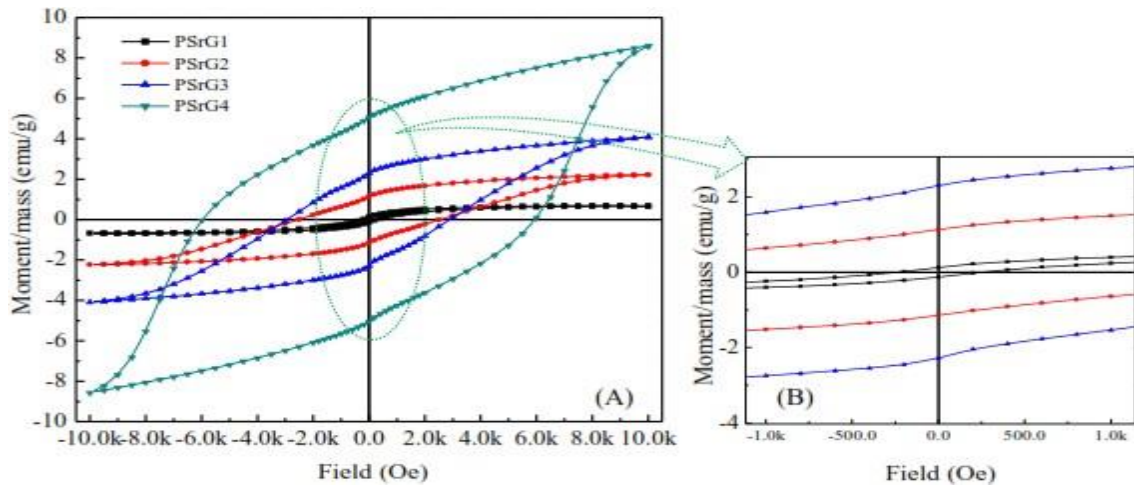 10
8
6
4
2
0
-2
-4
-6
-8
-10
Moment/mass (emu/g)
PSrG1
PSrG2
PSrG3
PSrG4
(A)
-10.0k -8.0k -6.0k -4.0k -2.0k 0.0 2.0k 4.0k 6.0k 8.0k 10.0k
Field (Oe)
2
0
-2
-4
Moment/mass (emu/g)
(B)
-1.0k -500.0 0.0 500.0 1.0k
Field (Oe)